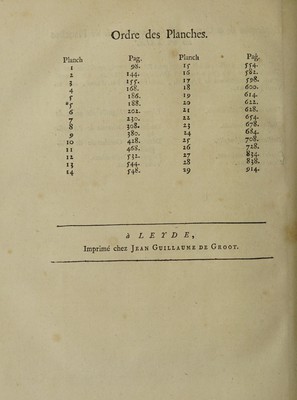 Ordre des Planches.
Planch Pag. Planch Pag.
1 98. 15 554.
2 144. 16 582.
3 155. 17 598.
4 168. 18 600.
5 186. 19 614.
*5 188. 20 622.
6 202. 21 628.
7 230. 22 654.
8 308. 23 678.
9 380. 24 684.
10 428. 25 708.
11 468. 26 728.
12 532. 27 834.
13 544. 28 838.
14 548. 29 914.
à LEYDE,
Imprimé chez JEAN GUILLAUME DE GROOT.